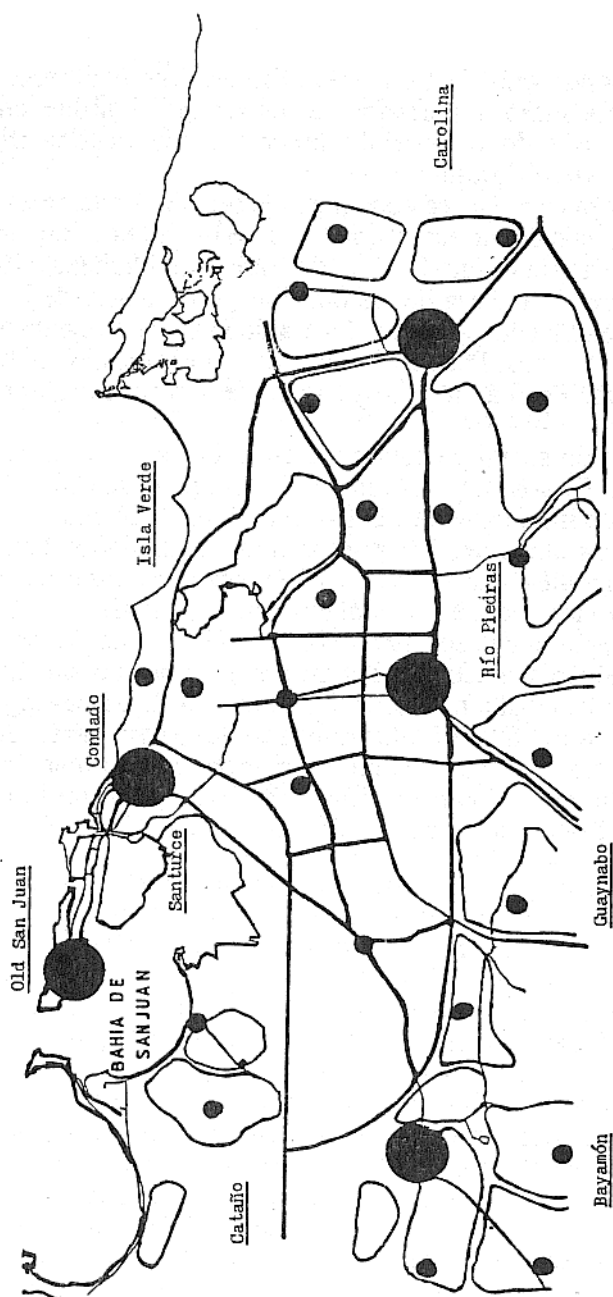 Old San Juan
Condado
Isla Verde
Carolina
BAHIA DE
SANJUAN
Santurce
Río Piedras
Cataño
Bayamón
Guaynabo